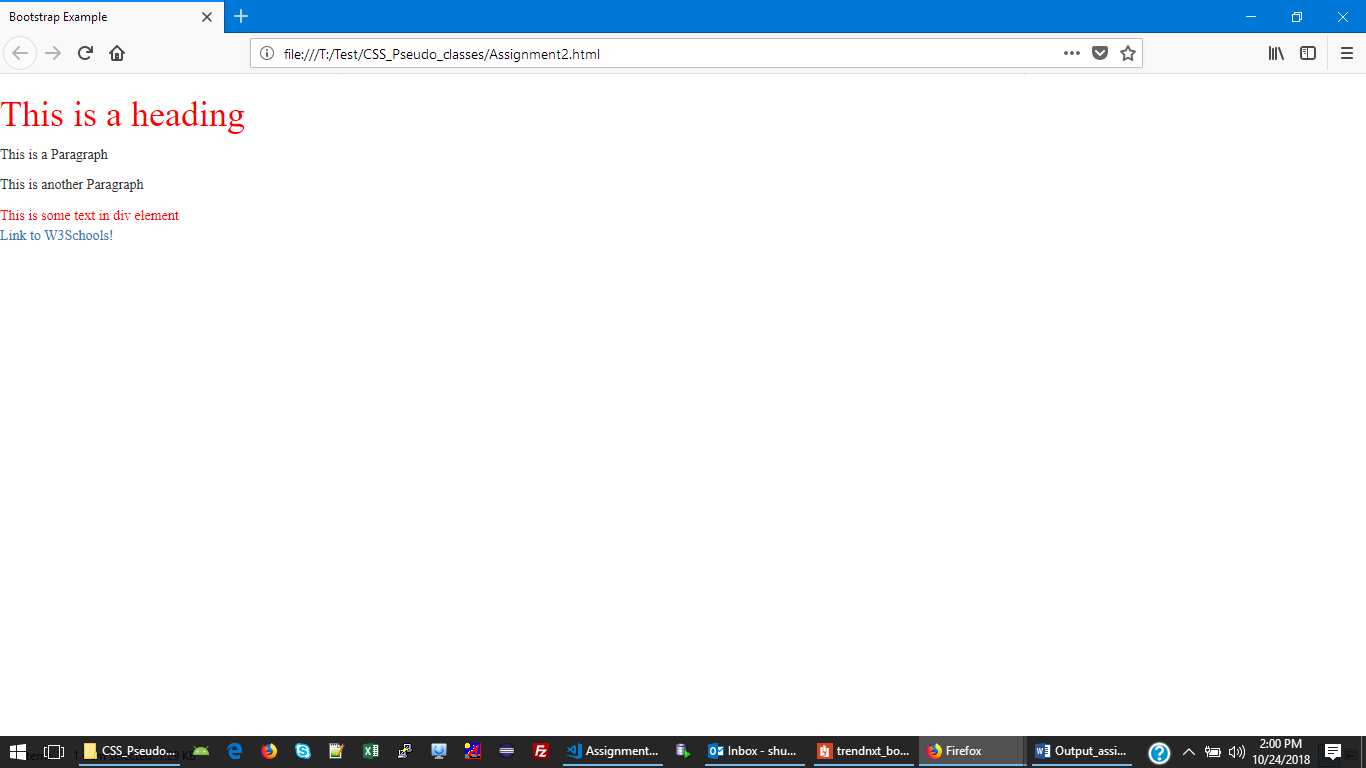 Bootstrap Example
file:///T:/Test/CSS_Pseudo_classes/Assignment2.html
This is a heading
This is a Paragraph
This is another Paragraph
This is some text in div element
Link to W3Schools!
CSS_Pseudo...
Assignment...
Inbox - shu...
trendnxt_bo...
Firefox
Output_assi...
2:00 PM
10/24/2018